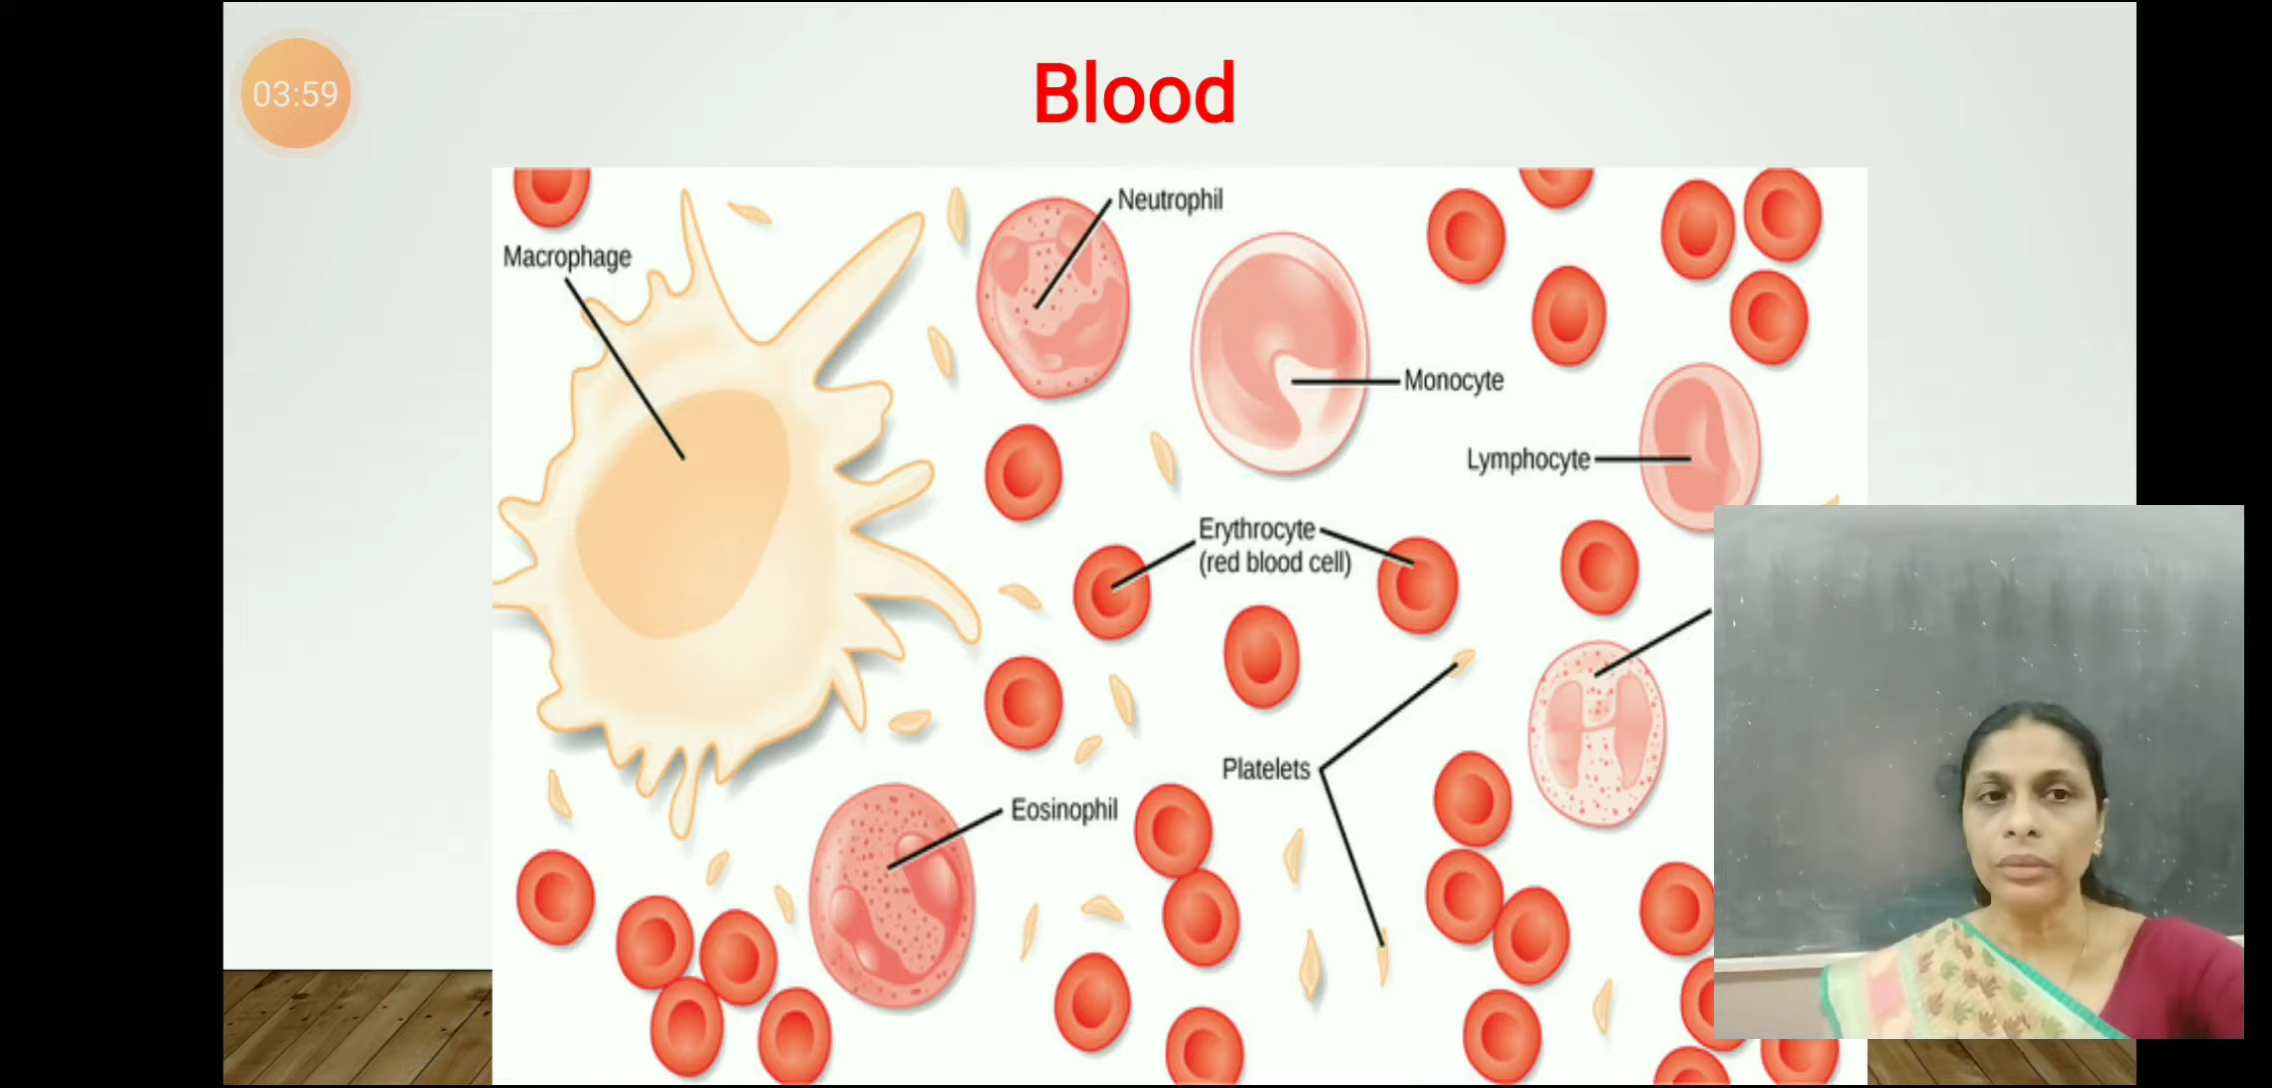 03:59
Blood
Neutrophil
Macrophage
Monocyte
Lymphocyte
Erythrocyte
(red blood cell)
Platelets
Eosinophil